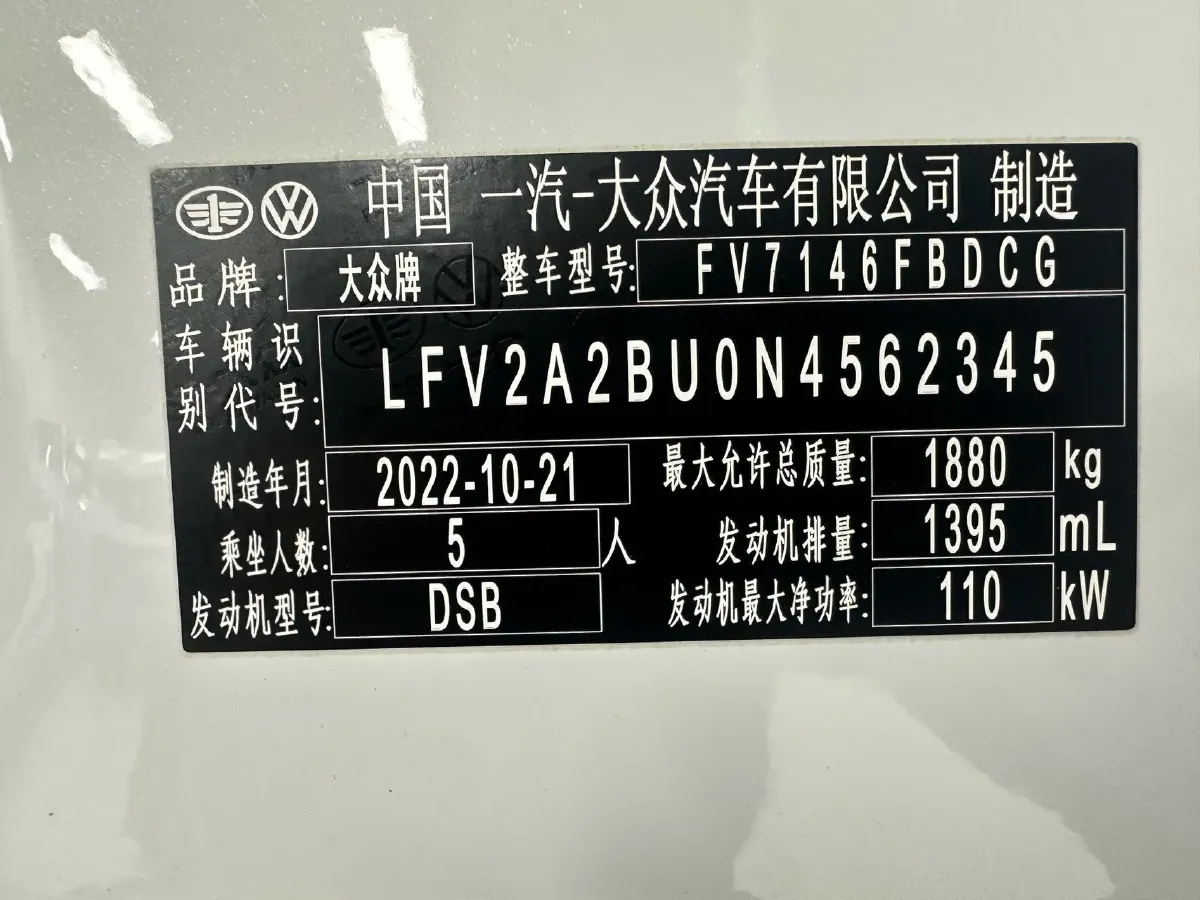 中国 一汽-大众汽车有限公司 制造
品牌: 大众牌 整车型号: FV7146FBDCG
车辆识别代号: LFV2A2BU0N4562345
制造年月: 2022-10-21 最大允许总质量: 1880 kg
乘坐人数: 5 人 发动机排量: 1395 mL
发动机型号: DSB 发动机最大净功率: 110 kW